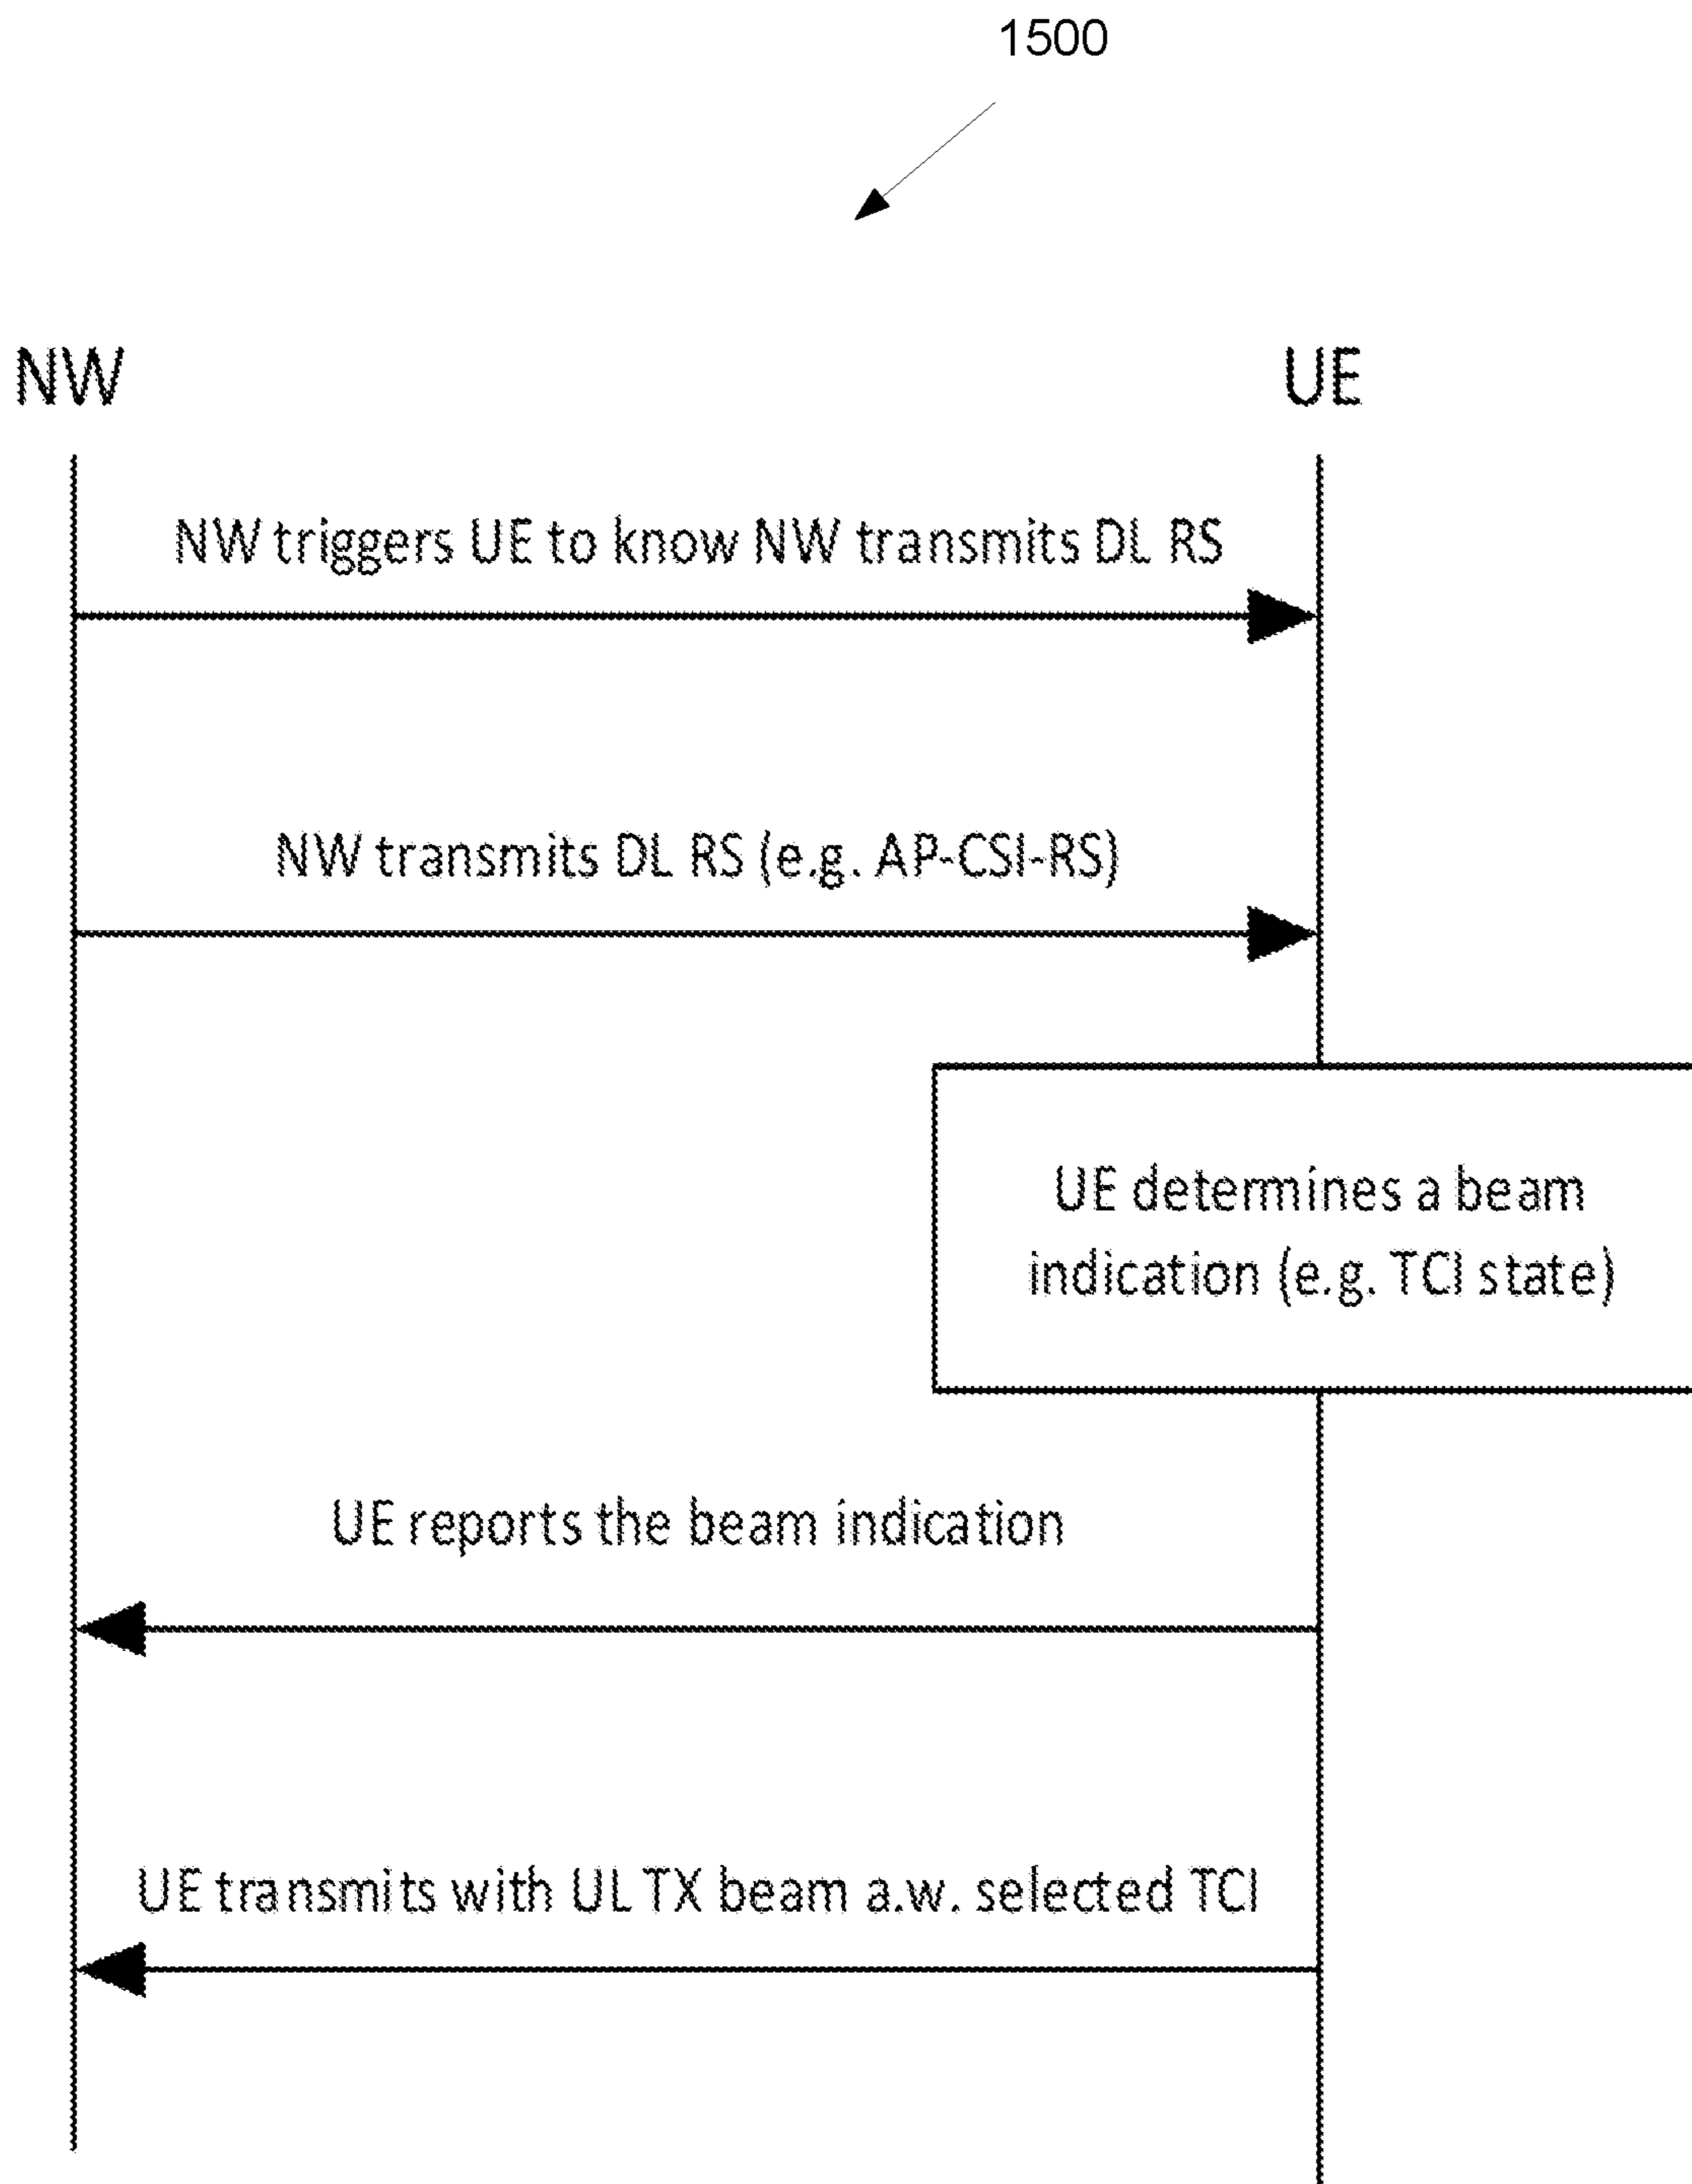 1500
NW
UE
NW triggers UE to know NW transmits DL RS
NW transmits DL RS (e.g. AP-CSI-RS)
UE determines a beam
indication (e.g. TCI state)
UE reports the beam indication
UE transmits with UL TX beam a.w. selected TCI